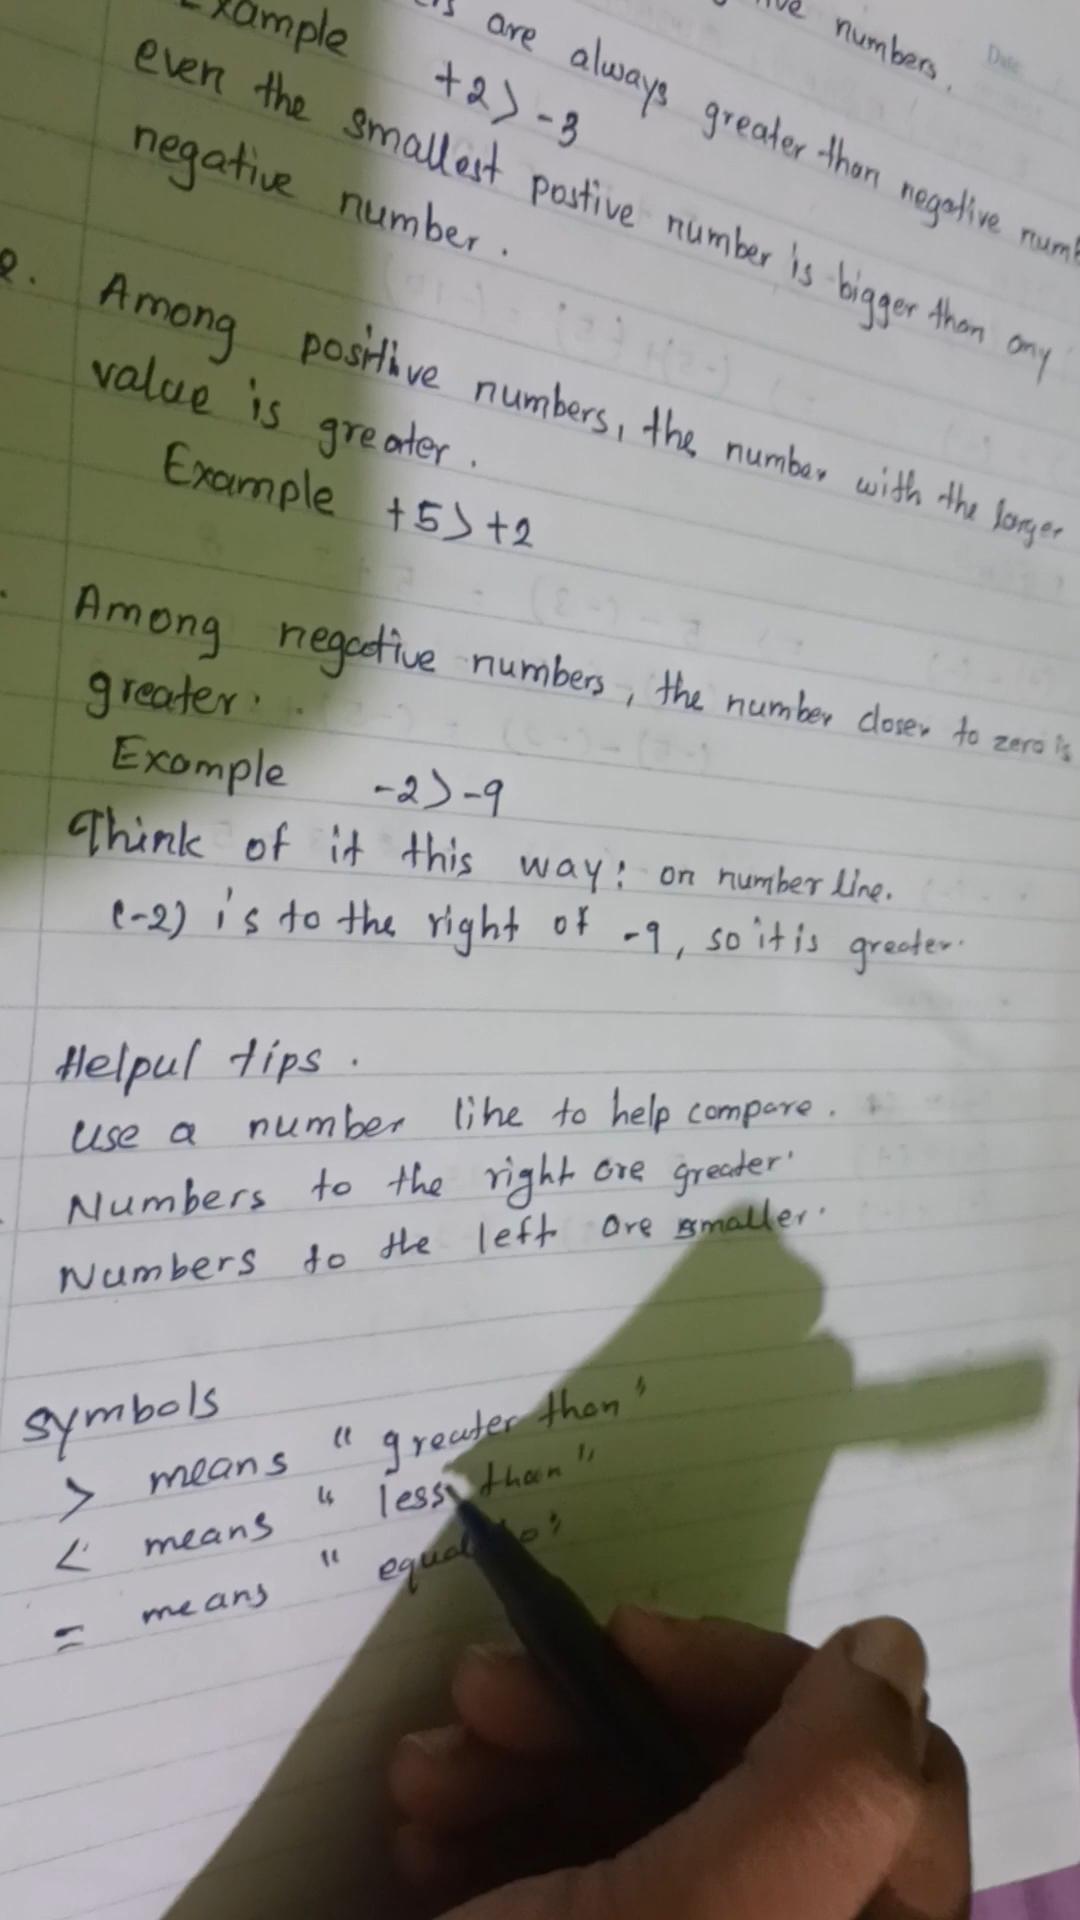 numbers.
Date
are always greater than negative
Example +2 > -3
even the smallest postive number is bigger than any
negative number.
2. Among positive numbers, the number with the larger
value is greater.
Example +5 > +2
Among negative numbers, the number closer to zero is
greater.
Example -2 > -9
Think of it this way: on number line.
(-2) is to the right of -9, so it is greater.
Helpul tips.
Use a number line to help compare.
Numbers to the right are greater.
Numbers to the left are smaller.
Symbols
> means "greater than"
< means "less than"
= means "equal to"